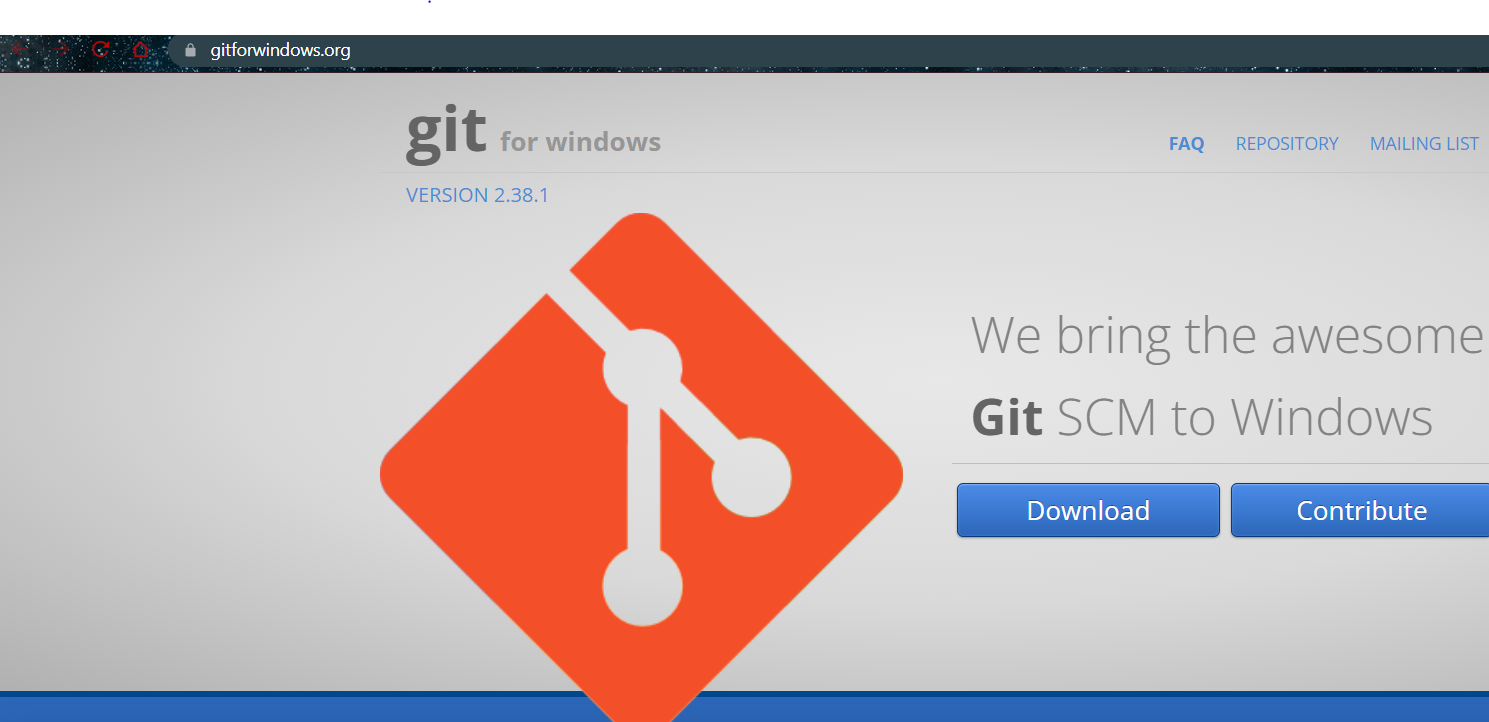 gitforwindows.org
git for windows
FAQ REPOSITORY MAILING LIST
VERSION 2.38.1
We bring the awesome
Git SCM to Windows
Download Contribute